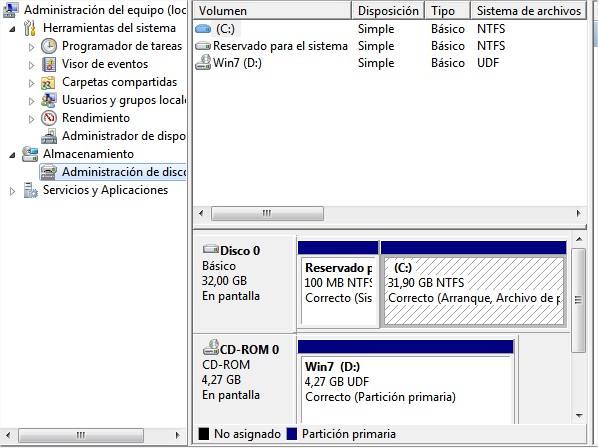 Administración del equipo (loc
Herramientas del sistema
Programador de tareas
Visor de eventos
Carpetas compartidas
Usuarios y grupos locale
Rendimiento
Administrador de dispo
Almacenamiento
Administración de disco
Servicios y Aplicaciones
Volumen Disposición Tipo Sistema de archivos
(C:) Simple Básico NTFS
Reservado para el sistema Simple Básico NTFS
Win7 (D:) Simple Básico UDF
Disco 0
Básico
32,00 GB
En pantalla
Reservado p
100 MB NTFS
Correcto (Sis
(C:)
31,90 GB NTFS
Correcto (Arranque, Archivo de p
CD-ROM 0
CD-ROM
4,27 GB
En pantalla
Win7 (D:)
4,27 GB UDF
Correcto (Partición primaria)
No asignado Partición primaria